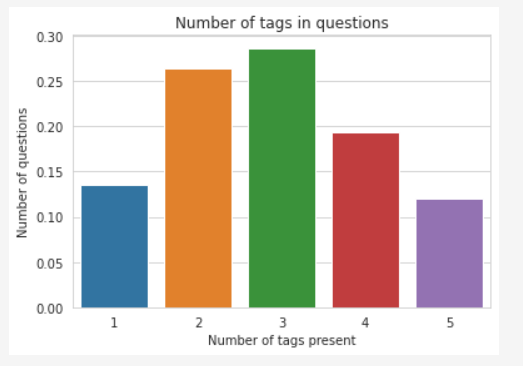 Number of tags in questions
0.30
0.25
0.20
0.15
0.10
0.05
0.00
Number of questions
1 2 3 4 5
Number of tags present